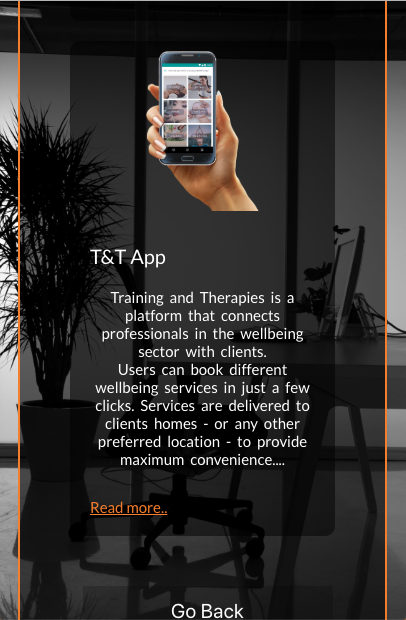 T&T App
Training and Therapies is a
platform that connects
professionals in the wellbeing
sector with clients.
Users can book different
wellbeing services in just a few
clicks. Services are delivered to
clients homes - or any other
preferred location - to provide
maximum convenience....
Read more..
Go Back